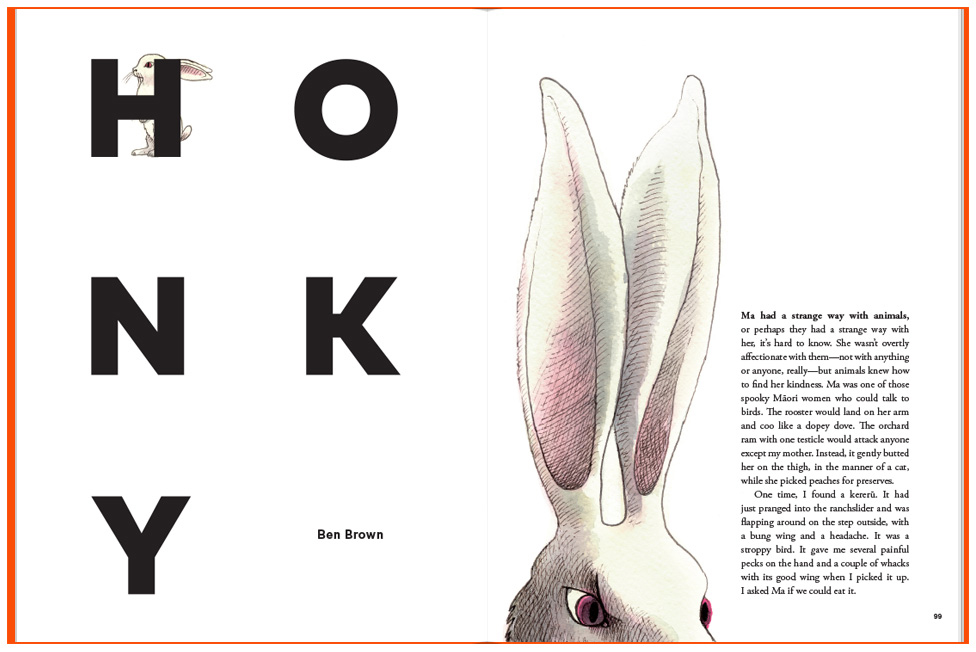 H O
N K
Y
Ben Brown
Ma had a strange way with animals,
or perhaps they had a strange way with
her, it's hard to know. She wasn't overtly
affectionate with them—not with anything
or anyone, really—but animals knew how
to find her kindness. Ma was one of those
spooky Māori women who could talk to
birds. The rooster would land on her arm
and coo like a dopey dove. The orchard
ram with one testicle would attack anyone
except my mother. Instead, it gently butted
her on the thigh, in the manner of a cat,
while she picked peaches for preserves.
One time, I found a kererū. It had
just pranged into the ranchslider and was
flapping around on the step outside, with
a bung wing and a headache. It was a
stroppy bird. It gave me several painful
pecks on the hand and a couple of whacks
with its good wing when I picked it up.
I asked Ma if we could eat it.
99